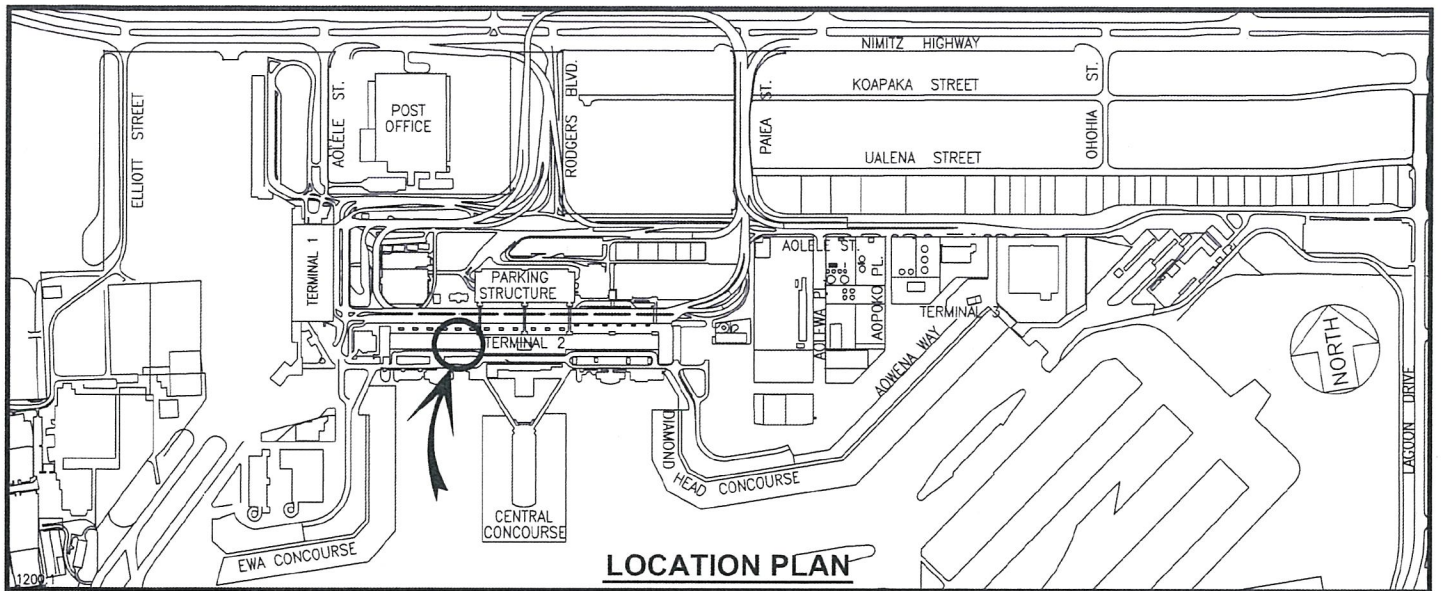 NIMITZ HIGHWAY
KOAPAKA STREET
UALENA STREET
ELLIOTT STREET
AOLELE ST.
POST
OFFICE
RODGERS BLVD.
PAIEA ST.
OHOHIA ST.
TERMINAL 1
PARKING
STRUCTURE
TERMINAL 2
AOLELE ST.
AOLEWA PL.
AOPOKO PL.
TERMINAL 3
AOWENA WAY
NORTH
LAGOON DRIVE
DIAMOND HEAD CONCOURSE
CENTRAL
CONCOURSE
EWA CONCOURSE
LOCATION PLAN